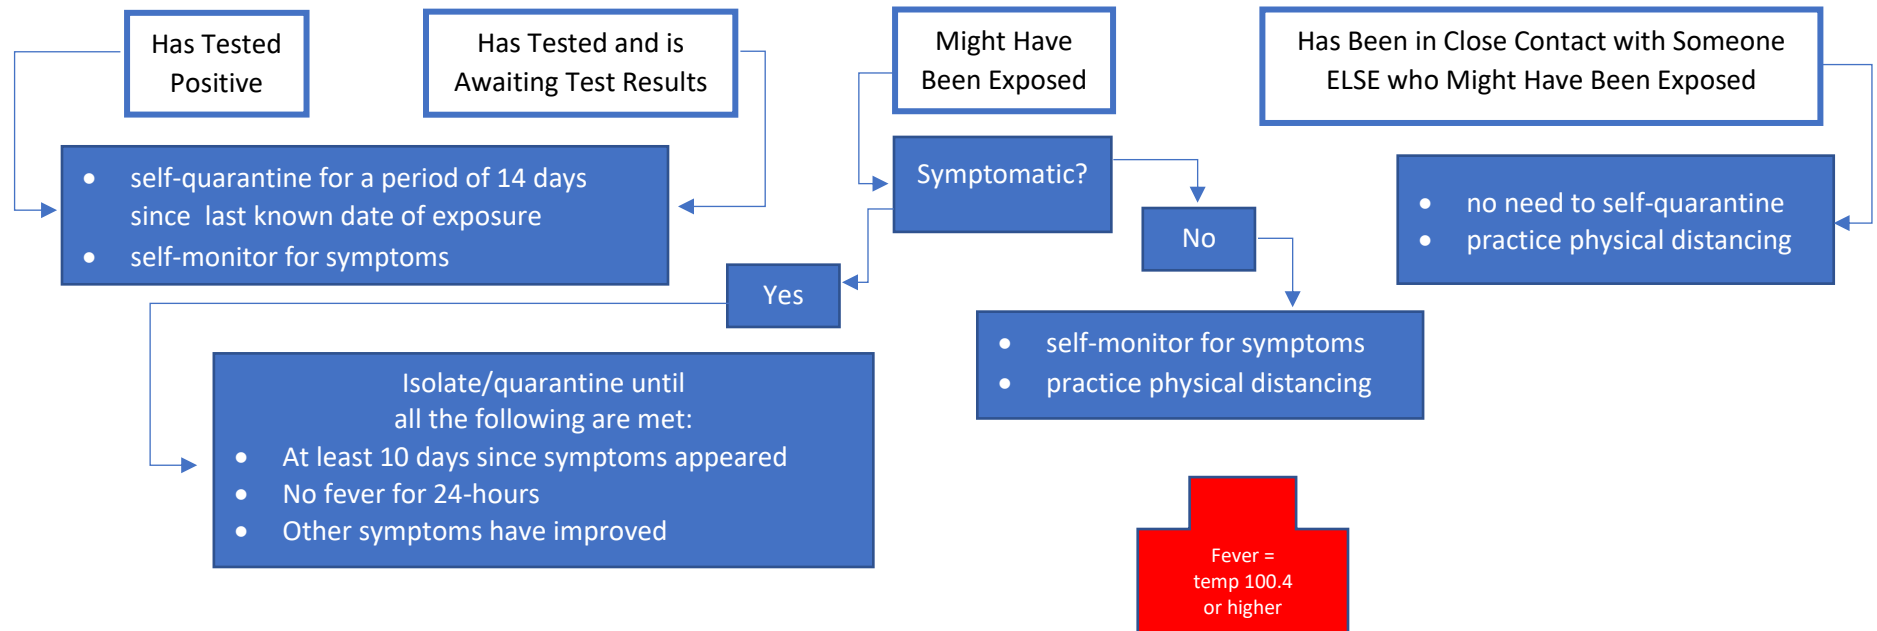 Has Tested
Positive
Has Tested and is
Awaiting Test Results
Might Have
Been Exposed
Has Been in Close Contact with Someone
ELSE who Might Have Been Exposed
• self-quarantine for a period of 14 days
since last known date of exposure
• self-monitor for symptoms
Symptomatic?
• no need to self-quarantine
• practice physical distancing
No
Yes
• self-monitor for symptoms
• practice physical distancing
Isolate/quarantine until
all the following are met:
• At least 10 days since symptoms appeared
• No fever for 24-hours
• Other symptoms have improved
Fever =
temp 100.4
or higher